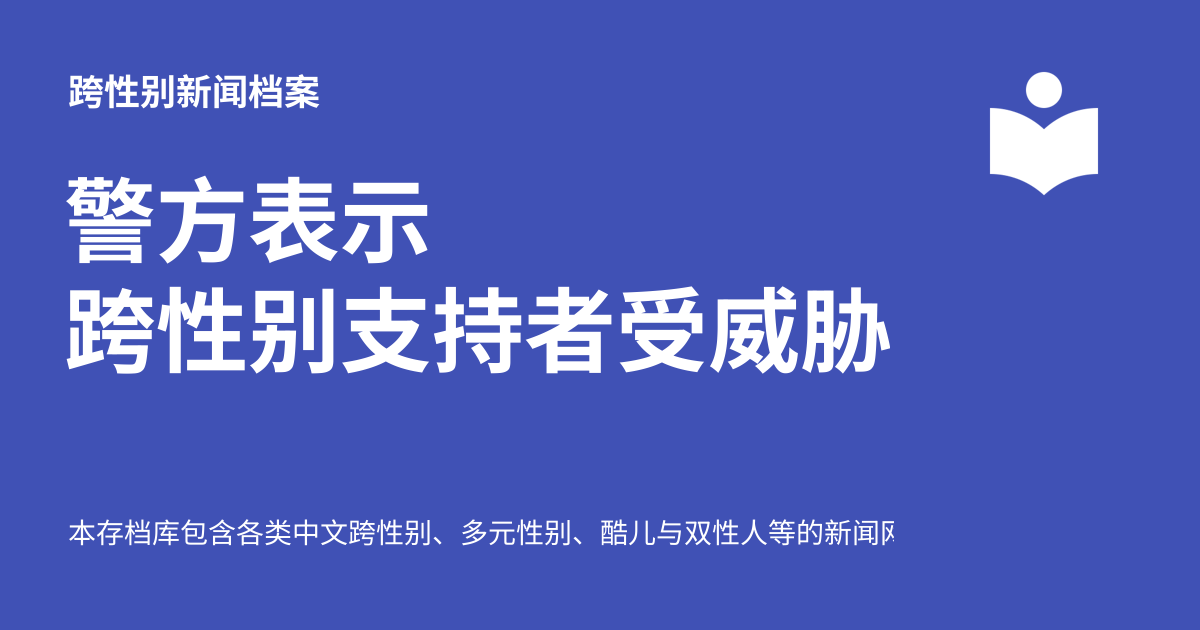 跨性别新闻档案
警方表示
跨性别支持者受威胁
本存档库包含各类中文跨性别、多元性别、酷儿与双性人等的新闻